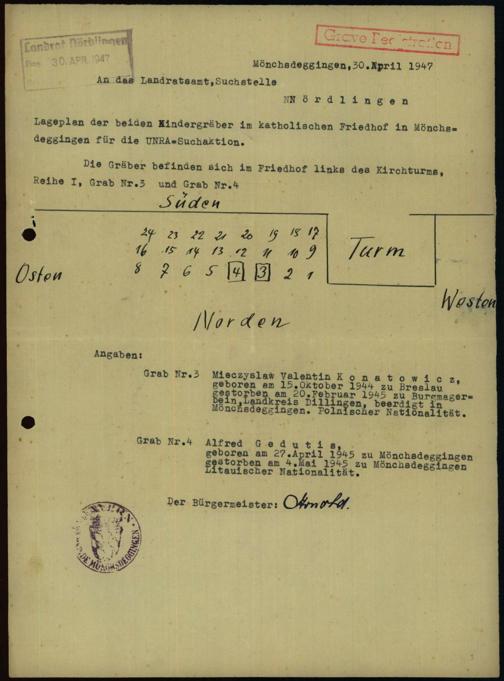 Landrat Nördlingen
30. APR. 1947
Grave Registration
Mönchsdeggingen, 30.April 1947
An das Landratsamt, Suchstelle
NNördlingen
Lageplan der beiden Kindergräber im katholischen Friedhof in Mönchs=
deggingen für die UNRA=Suchaktion.
Die Gräber befinden sich im Friedhof links des Kirchturms,
Reihe I, Grab Nr.3 und Grab Nr.4
Süden
24 23 22 21 20 19 18 17
16 15 14 13 12 11 10 9
8 7 6 5 4 3 2 1
Turm
Osten
Westen
Norden
Angaben:
Grab Nr.3 Mieczyslaw Valentin Konatowicz,
geboren am 15.Oktober 1944 zu Breslau
gestorben am 20.Februar 1945 zu Burgmager-
bein,Landkreis Dillingen, beerdigt in
Mönchsdeggingen. Polnischer Nationalität.
Grab Nr.4 Alfred Gedutis,
geboren am 27.April 1945 zu Mönchsdeggingen
gestorben am 4.Mai 1945 zu Mönchsdeggingen
Litauischer Nationalität.
Der Bürgermeister: Arnold.
BAYERN
GEMEINDE MÖNCHSDEGGINGEN